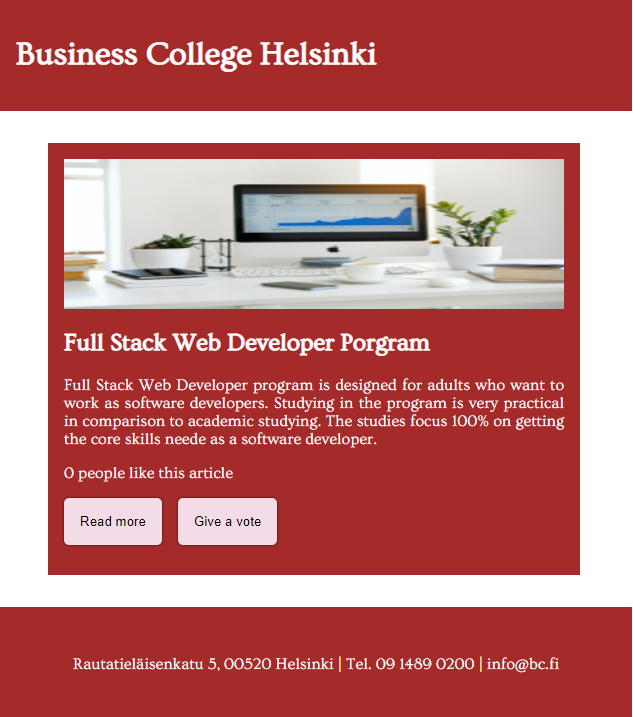 Business College Helsinki
Full Stack Web Developer Porgram
Full Stack Web Developer program is designed for adults who want to
work as software developers. Studying in the program is very practical
in comparison to academic studying. The studies focus 100% on getting
the core skills neede as a software developer.
0 people like this article
Read more
Give a vote
Rautatieläisenkatu 5, 00520 Helsinki | Tel. 09 1489 0200 | info@bc.fi